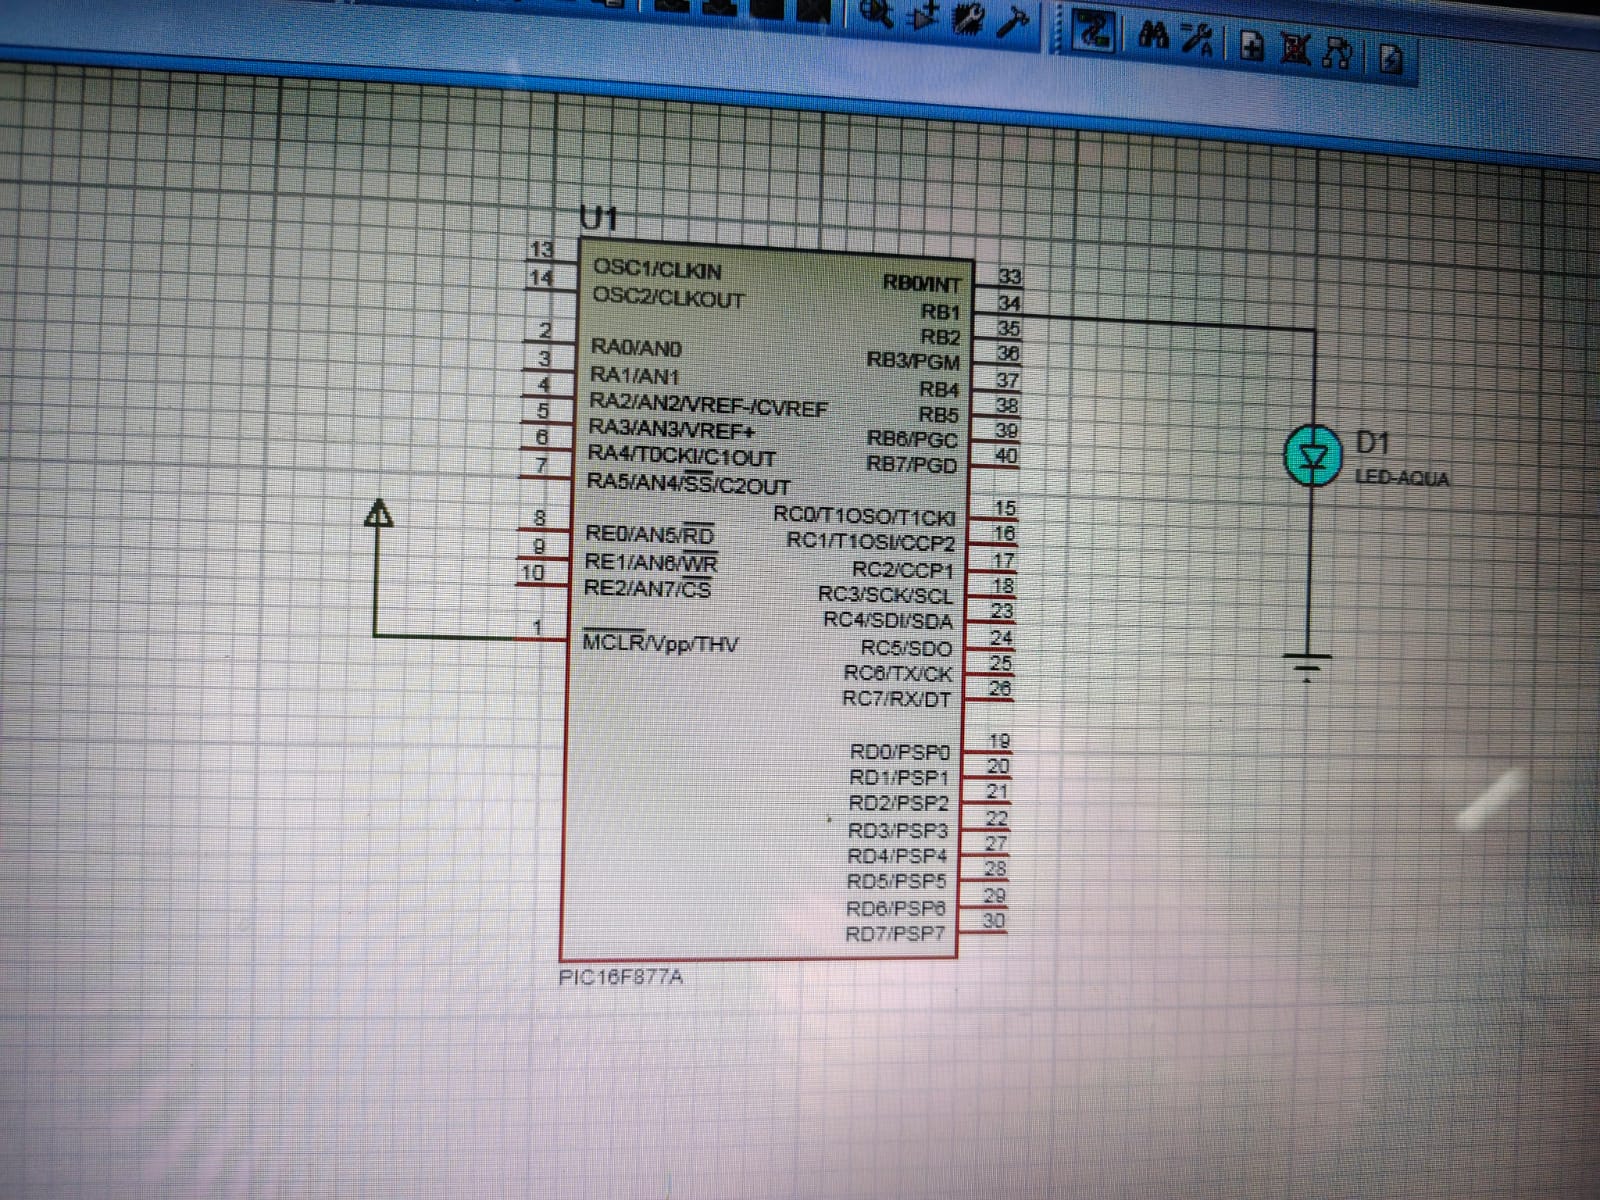 U1
13
14
OSC1/CLKIN
OSC2/CLKOUT
2
3
4
5
6
7
RA0/AN0
RA1/AN1
RA2/AN2/VREF-/CVREF
RA3/AN3/VREF+
RA4/T0CKI/C1OUT
RA5/AN4/SS/C2OUT
8
9
10
RE0/AN5/RD
RE1/AN6/WR
RE2/AN7/CS
1
MCLR/Vpp/THV
RB0/INT 33
RB1 34
RB2 35
RB3/PGM 36
RB4 37
RB5 38
RB6/PGC 39
RB7/PGD 40
RC0/T1OSO/T1CKI 15
RC1/T1OSI/CCP2 16
RC2/CCP1 17
RC3/SCK/SCL 18
RC4/SDI/SDA 23
RC5/SDO 24
RC6/TX/CK 25
RC7/RX/DT 26
RD0/PSP0 19
RD1/PSP1 20
RD2/PSP2 21
RD3/PSP3 22
RD4/PSP4 27
RD5/PSP5 28
RD6/PSP6 29
RD7/PSP7 30
PIC16F877A
D1
LED-AQUA